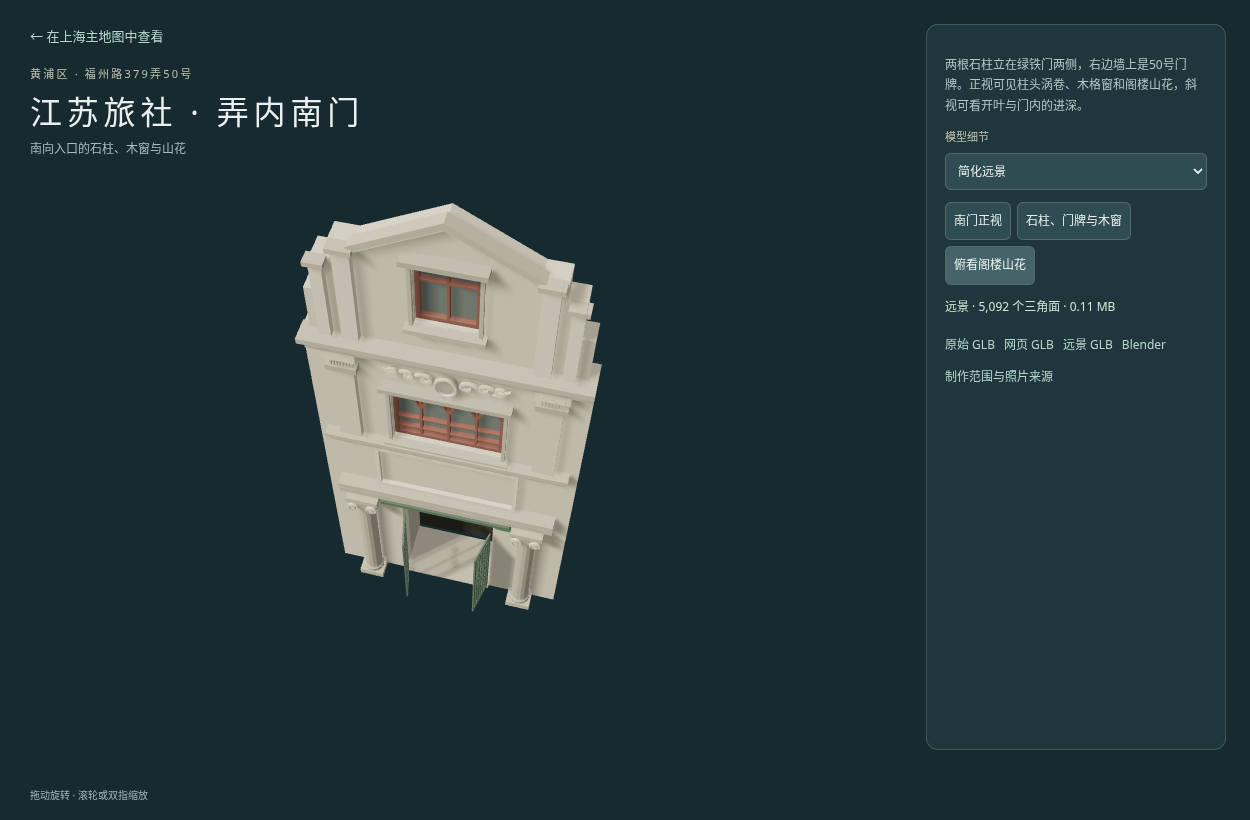 ← 在上海主地图中查看
黄浦区 · 福州路379弄50号
江苏旅社 · 弄内南门
南向入口的石柱、木窗与山花
两根石柱立在绿铁门两侧，右边墙上是50号门
牌。正视可见柱头涡卷、木格窗和阁楼山花，斜
视可看开叶与门内的进深。
模型细节
简化远景
南门正视 石柱、门牌与木窗
俯看阁楼山花
远景 · 5,092 个三角面 · 0.11 MB
原始 GLB 网页 GLB 远景 GLB Blender
制作范围与照片来源
拖动旋转 · 滚轮或双指缩放